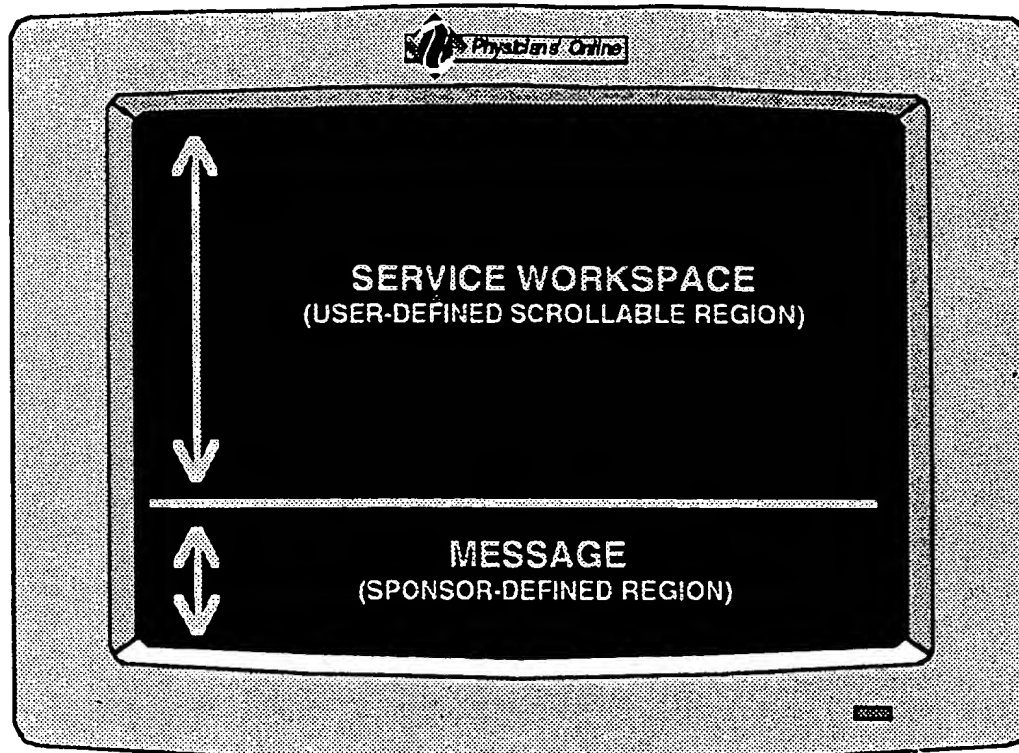 Physicians' Online
SERVICE WORKSPACE
(USER-DEFINED SCROLLABLE REGION)
MESSAGE
(SPONSOR-DEFINED REGION)